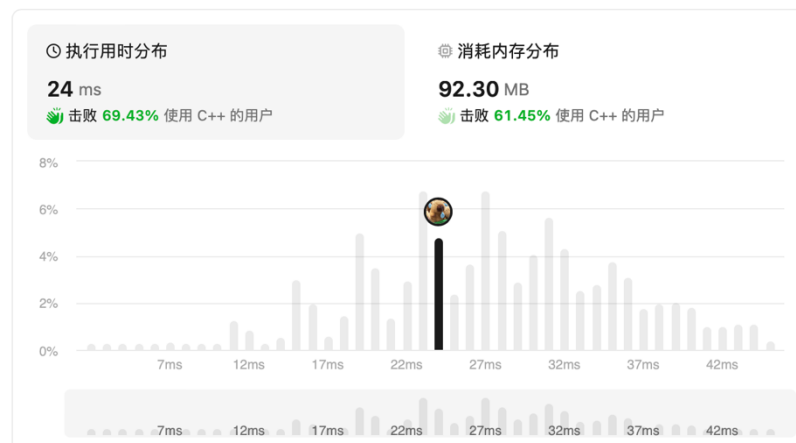 执行用时分布
24 ms
击败 69.43% 使用 C++ 的用户
消耗内存分布
92.30 MB
击败 61.45% 使用 C++ 的用户
8%
6%
4%
2%
0%
7ms 12ms 17ms 22ms 27ms 32ms 37ms 42ms
7ms 12ms 17ms 22ms 27ms 32ms 37ms 42ms